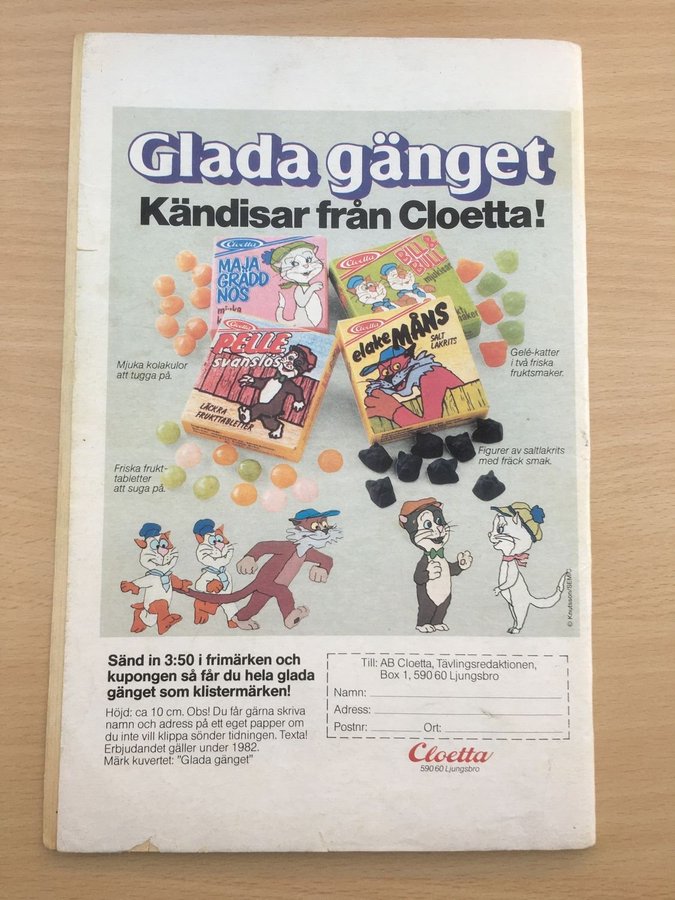 Glada gänget
Kändisar från Cloetta!
Cloetta
MAJA
GRÄDD
NOS
mjuka
Cloetta
BILL &
BULL
mjukisar
Cloetta
PELLE
svanslös
LÄCKRA
FRUKTTABLETTER
Cloetta
elake MÅNS
SALT
LAKRITS
Mjuka kolakulor
att tugga på.
Gelé-katter
i två friska
fruktsmaker.
Friska frukt-
tabletter
att suga på.
Figurer av saltlakrits
med fräck smak.
© Knutsson/SEMIC
Sänd in 3:50 i frimärken och
kupongen så får du hela glada
gänget som klistermärken!
Höjd: ca 10 cm. Obs! Du får gärna skriva
namn och adress på ett eget papper om
du inte vill klippa sönder tidningen. Texta!
Erbjudandet gäller under 1982.
Märk kuvertet: "Glada gänget"
Till: AB Cloetta, Tävlingsredaktionen,
Box 1, 590 60 Ljungsbro
Namn:
Adress:
Postnr: Ort:
Cloetta
590 60 Ljungsbro